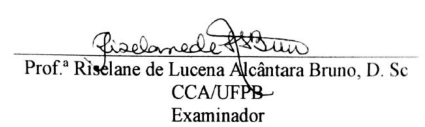 Prof.ª Riselane de Lucena Alcântara Bruno, D. Sc
CCA/UFPB
Examinador